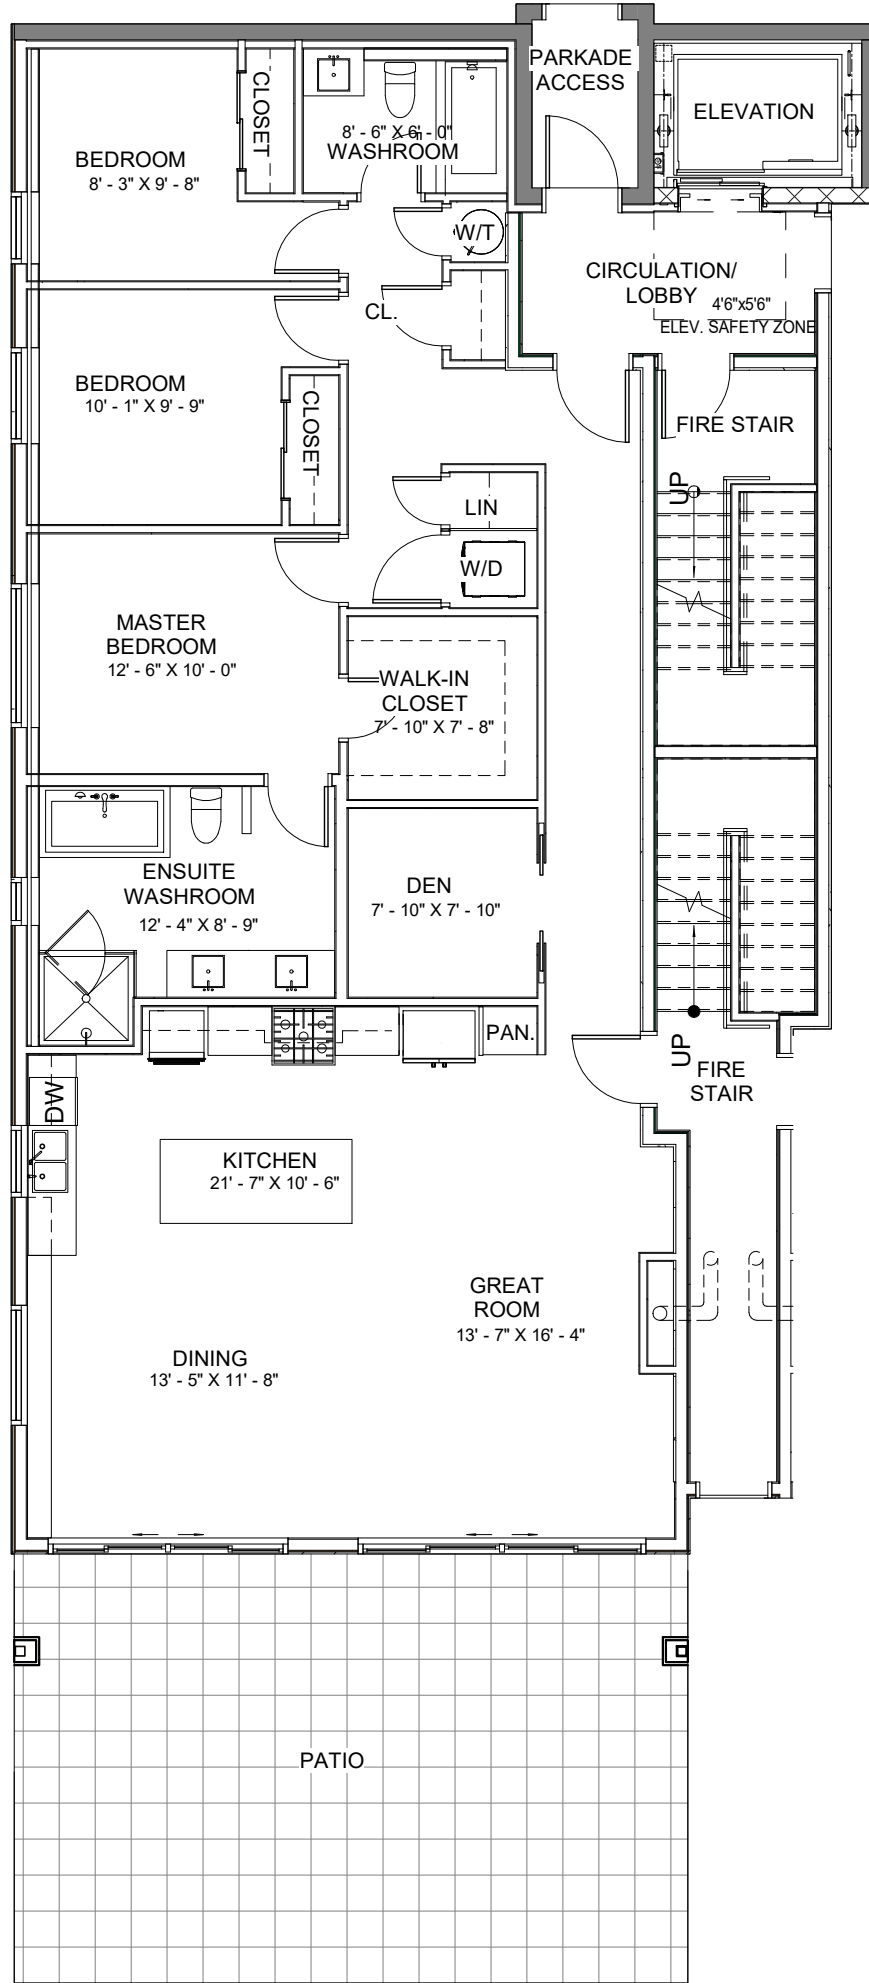 PARKADE
ACCESS
ELEVATION
CLOSET
8' - 6" X 6' - 0"
WASHROOM
BEDROOM
8' - 3" X 9' - 8"
W/T
CIRCULATION/
LOBBY
4'6"x5'6"
ELEV. SAFETY ZONE
CL.
BEDROOM
10' - 1" X 9' - 9"
CLOSET
FIRE STAIR
UP
LIN
W/D
MASTER
BEDROOM
12' - 6" X 10' - 0"
WALK-IN
CLOSET
7' - 10" X 7' - 8"
ENSUITE
WASHROOM
12' - 4" X 8' - 9"
DEN
7' - 10" X 7' - 10"
PAN.
UP
FIRE
STAIR
DW
KITCHEN
21' - 7" X 10' - 6"
GREAT
ROOM
13' - 7" X 16' - 4"
DINING
13' - 5" X 11' - 8"
PATIO